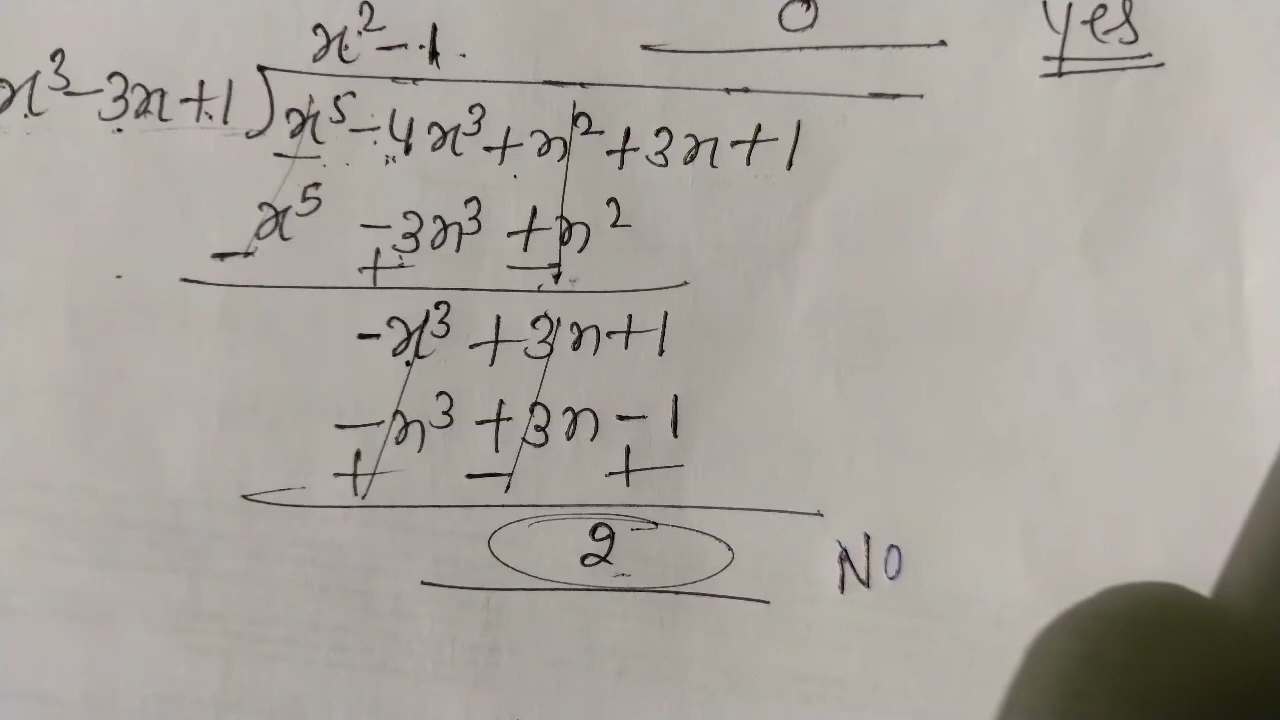 0 Yes
x² - 1
x³ - 3x + 1 ) x⁵ - 4x³ + x² + 3x + 1
x⁵ - 3x³ + x²
- + -
- x³ + 3x + 1
- x³ + 3x - 1
+ - +
2 NO